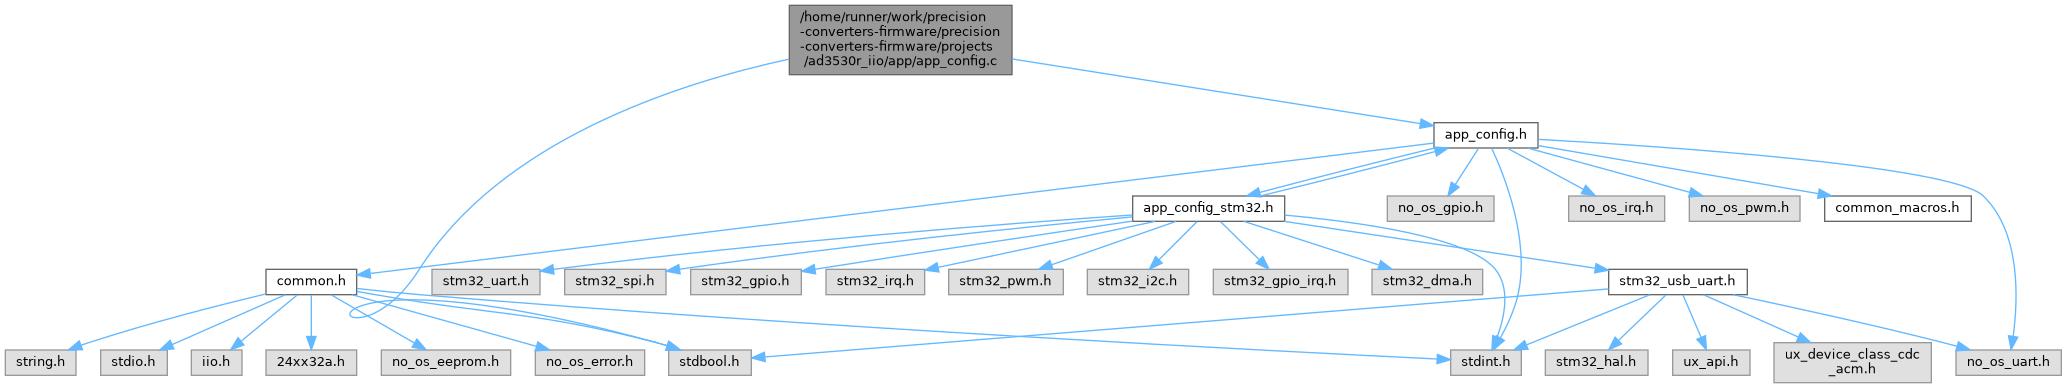 /home/runner/work/precision
-converters-firmware/precision
-converters-firmware/projects
/ad3530r_iio/app/app_config.c
app_config.h
app_config_stm32.h
no_os_gpio.h
no_os_irq.h
no_os_pwm.h
common_macros.h
common.h
stm32_uart.h
stm32_spi.h
stm32_gpio.h
stm32_irq.h
stm32_pwm.h
stm32_i2c.h
stm32_gpio_irq.h
stm32_dma.h
stm32_usb_uart.h
string.h
stdio.h
iio.h
24xx32a.h
no_os_eeprom.h
no_os_error.h
stdbool.h
stdint.h
stm32_hal.h
ux_api.h
ux_device_class_cdc
_acm.h
no_os_uart.h